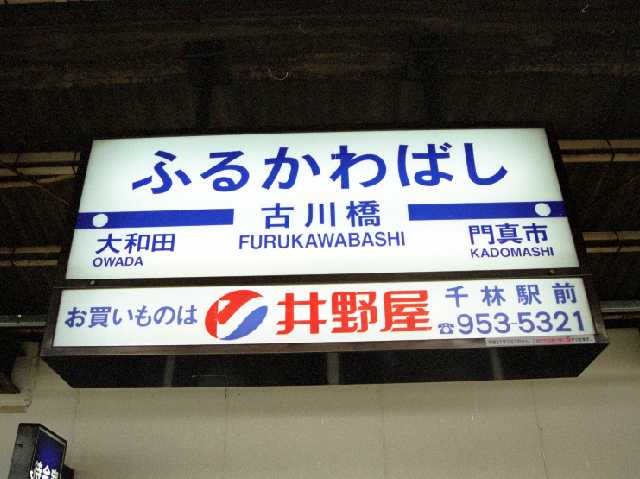 ふるかわばし
古川橋
FURUKAWABASHI
大和田
OWADA
門真市
KADOMASHI
お買いものは 井野屋 千林駅前
☎953-5321